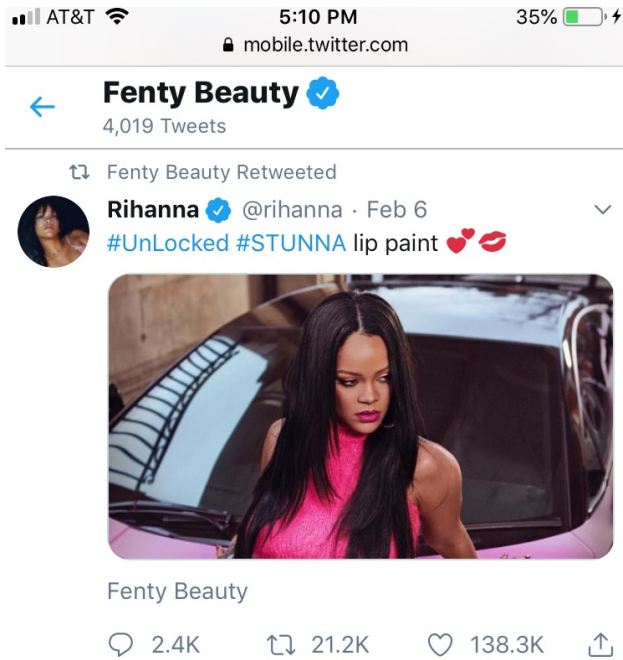 AT&T 5:10 PM 35%
mobile.twitter.com
Fenty Beauty
4,019 Tweets
Fenty Beauty Retweeted
Rihanna @rihanna · Feb 6
#UnLocked #STUNNA lip paint 💕💋
Fenty Beauty
2.4K 21.2K 138.3K